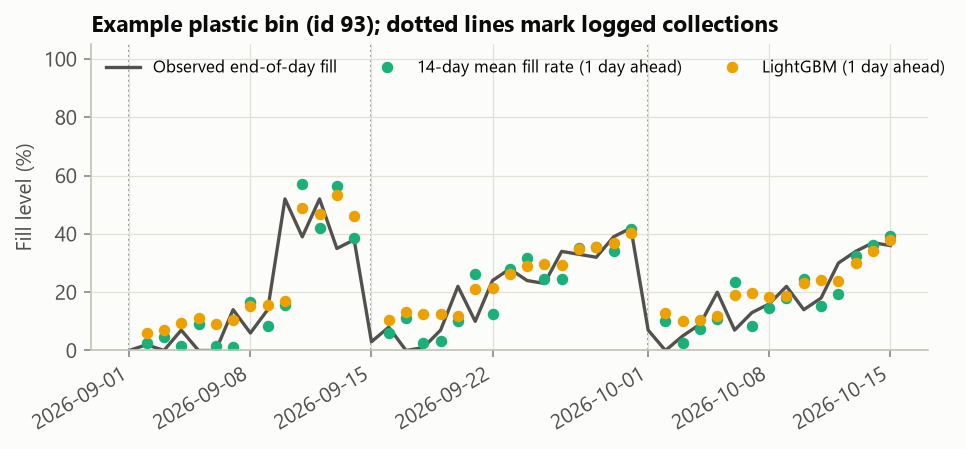 Example plastic bin (id 93); dotted lines mark logged collections
Observed end-of-day fill
14-day mean fill rate (1 day ahead)
LightGBM (1 day ahead)
Fill level (%)
100
80
60
40
20
0
2026-09-01
2026-09-08
2026-09-15
2026-09-22
2026-10-01
2026-10-08
2026-10-15